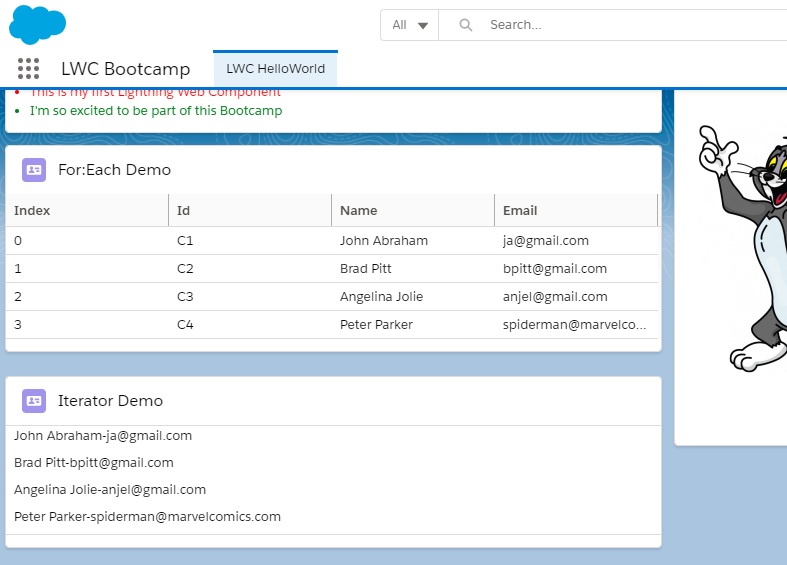 All
Search...
LWC Bootcamp
LWC HelloWorld
This is my first Lightning Web Component
I'm so excited to be part of this Bootcamp
For:Each Demo
Index Id Name Email
0 C1 John Abraham ja@gmail.com
1 C2 Brad Pitt bpitt@gmail.com
2 C3 Angelina Jolie anjel@gmail.com
3 C4 Peter Parker spiderman@marvelco...
Iterator Demo
John Abraham-ja@gmail.com
Brad Pitt-bpitt@gmail.com
Angelina Jolie-anjel@gmail.com
Peter Parker-spiderman@marvelcomics.com